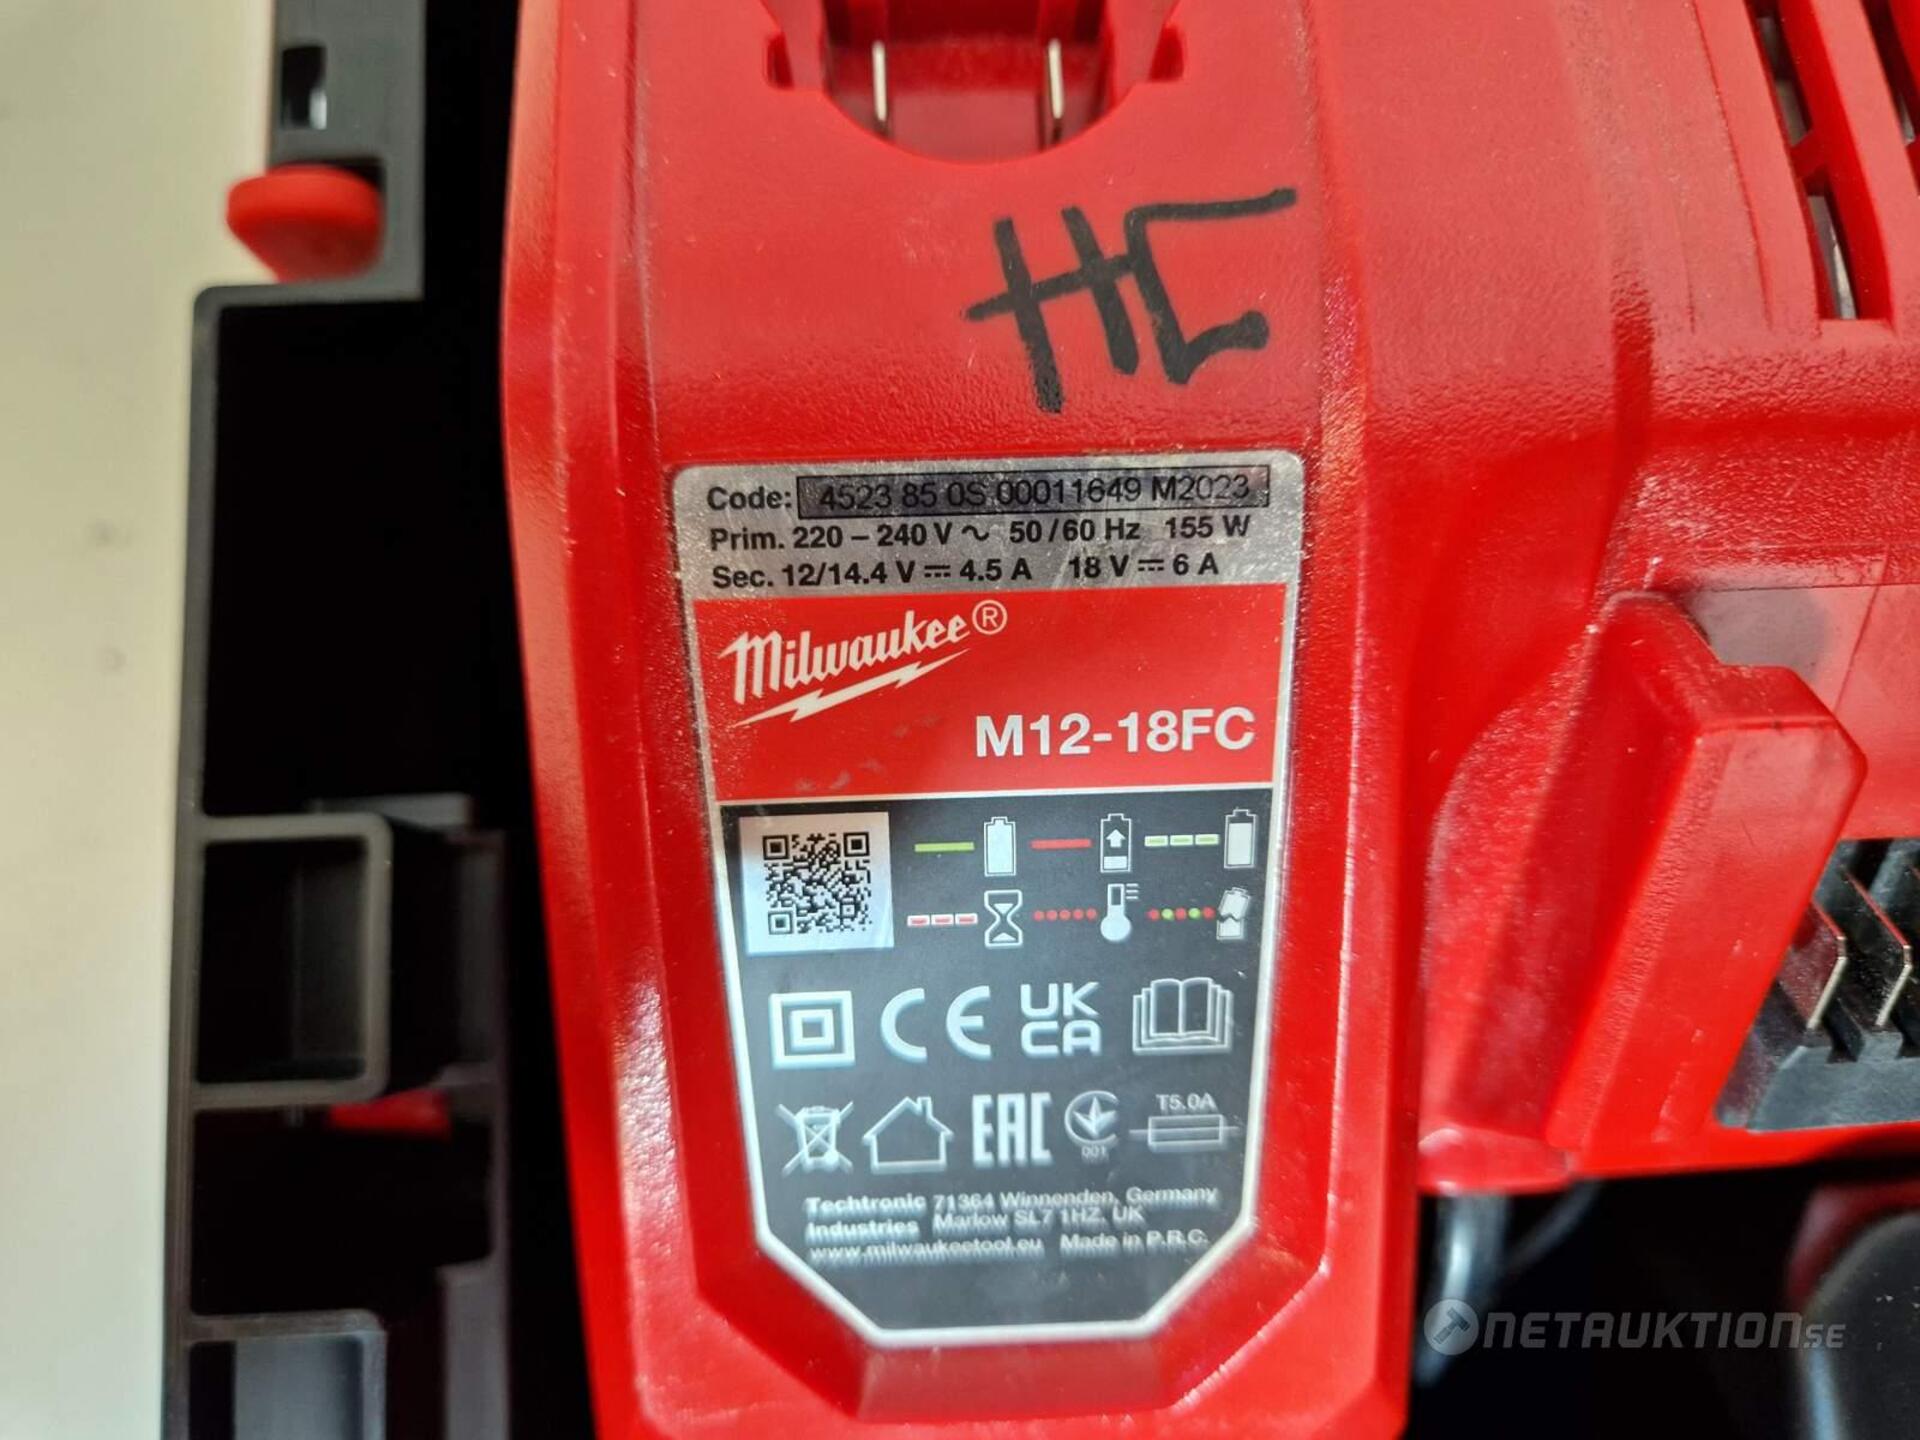 HC
Code: 4523 85 0S 00011649 M2023
Prim. 220 – 240 V ~ 50/60 Hz 155 W
Sec. 12/14.4 V ⎓ 4.5 A 18 V ⎓ 6 A
Milwaukee®
M12-18FC
CE UK CA
EAC 001 T5.0A
Techtronic 71364 Winnenden, Germany
Industries Marlow SL7 1HZ, UK
www.milwaukeetool.eu Made in P.R.C.
NETAUKTION.SE